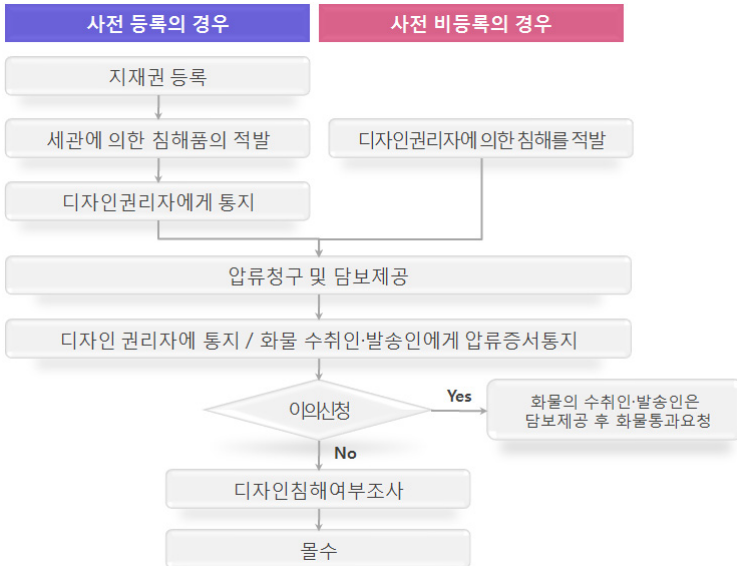 사전 등록의 경우
사전 비등록의 경우
지재권 등록
세관에 의한 침해품의 적발
디자인권리자에 의한 침해를 적발
디자인권리자에게 통지
압류청구 및 담보제공
디자인 권리자에 통지 / 화물 수취인·발송인에게 압류증서통지
이의신청
Yes
화물의 수취인·발송인은
담보제공 후 화물통과요청
No
디자인침해여부조사
몰수